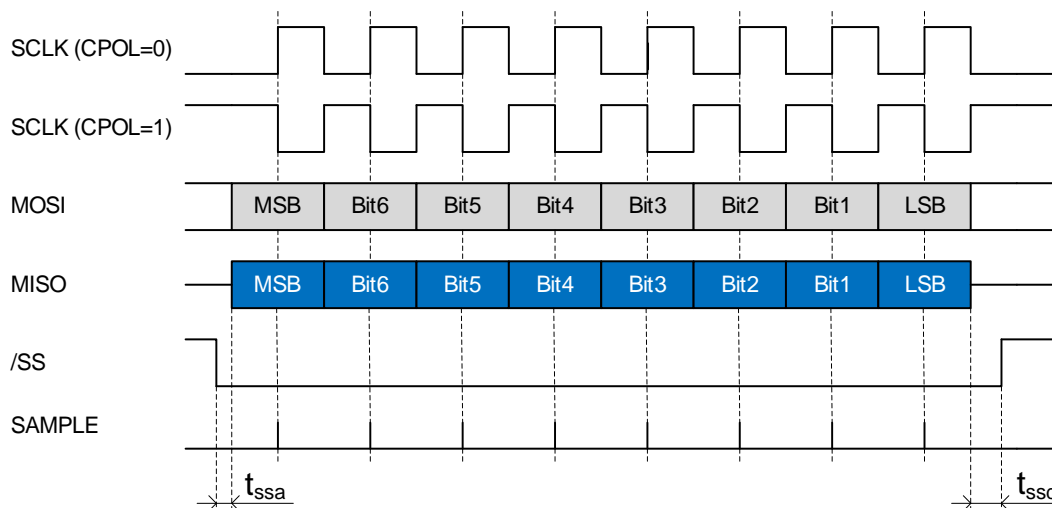 SCLK (CPOL=0)
SCLK (CPOL=1)
MOSI MSB Bit6 Bit5 Bit4 Bit3 Bit2 Bit1 LSB
MISO MSB Bit6 Bit5 Bit4 Bit3 Bit2 Bit1 LSB
/SS
SAMPLE
tssa